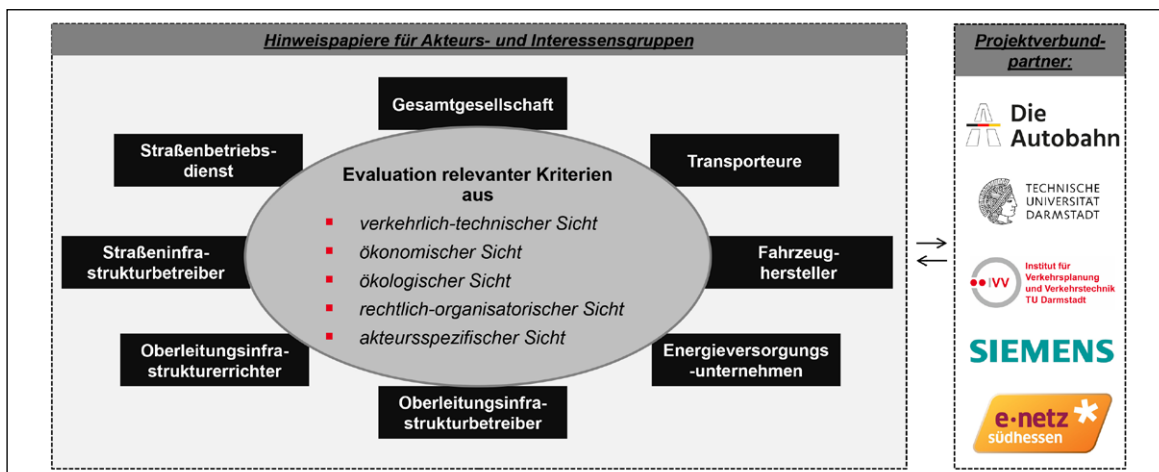 Hinweispapiere für Akteurs- und Interessensgruppen
Gesamtgesellschaft
Straßenbetriebs-
dienst
Transporteure
Straßeninfra-
strukturbetreiber
Fahrzeug-
hersteller
Oberleitungsinfra-
strukturerrichter
Energieversorgungs
-unternehmen
Oberleitungsinfra-
strukturbetreiber
Evaluation relevanter Kriterien
aus
verkehrlich-technischer Sicht
ökonomischer Sicht
ökologischer Sicht
rechtlich-organisatorischer Sicht
akteursspezifischer Sicht
Projektverbund-
partner:
Die
Autobahn
TECHNISCHE
UNIVERSITÄT
DARMSTADT
IVV
Institut für
Verkehrsplanung
und Verkehrstechnik
TU Darmstadt
SIEMENS
e·netz
südhessen